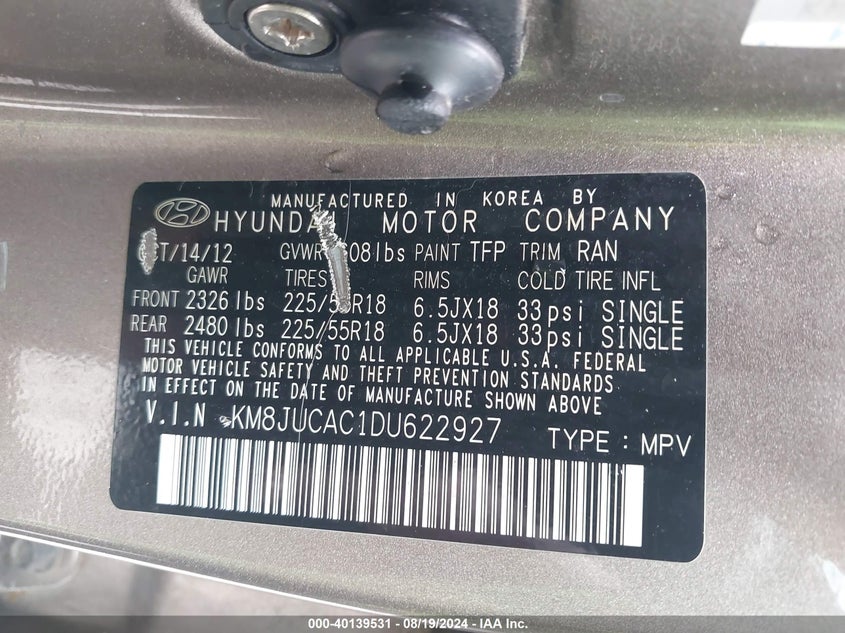 MANUFACTURED IN KOREA BY
HYUNDAI MOTOR COMPANY
/14/12 GVWR PAINT TFP TRIM RAN
GAWR TIRES RIMS COLD TIRE INFL
FRONT 2326 lbs 6.5JX18 33psi SINGLE
REAR 2480 lbs 225/55R18 6.5JX18 33psi SINGLE
THIS VEHICLE CONFORMS TO ALL APPLICABLE U.S.A. FEDERAL
MOTOR VEHICLE SAFETY AND THEFT PREVENTION STANDARDS
IN EFFECT ON THE DATE OF MANUFACTURE SHOWN ABOVE
V.I.N KM8JUCAC1DU622927 TYPE : MPV
000-40139531 - 08/19/2024 - IAA Inc.